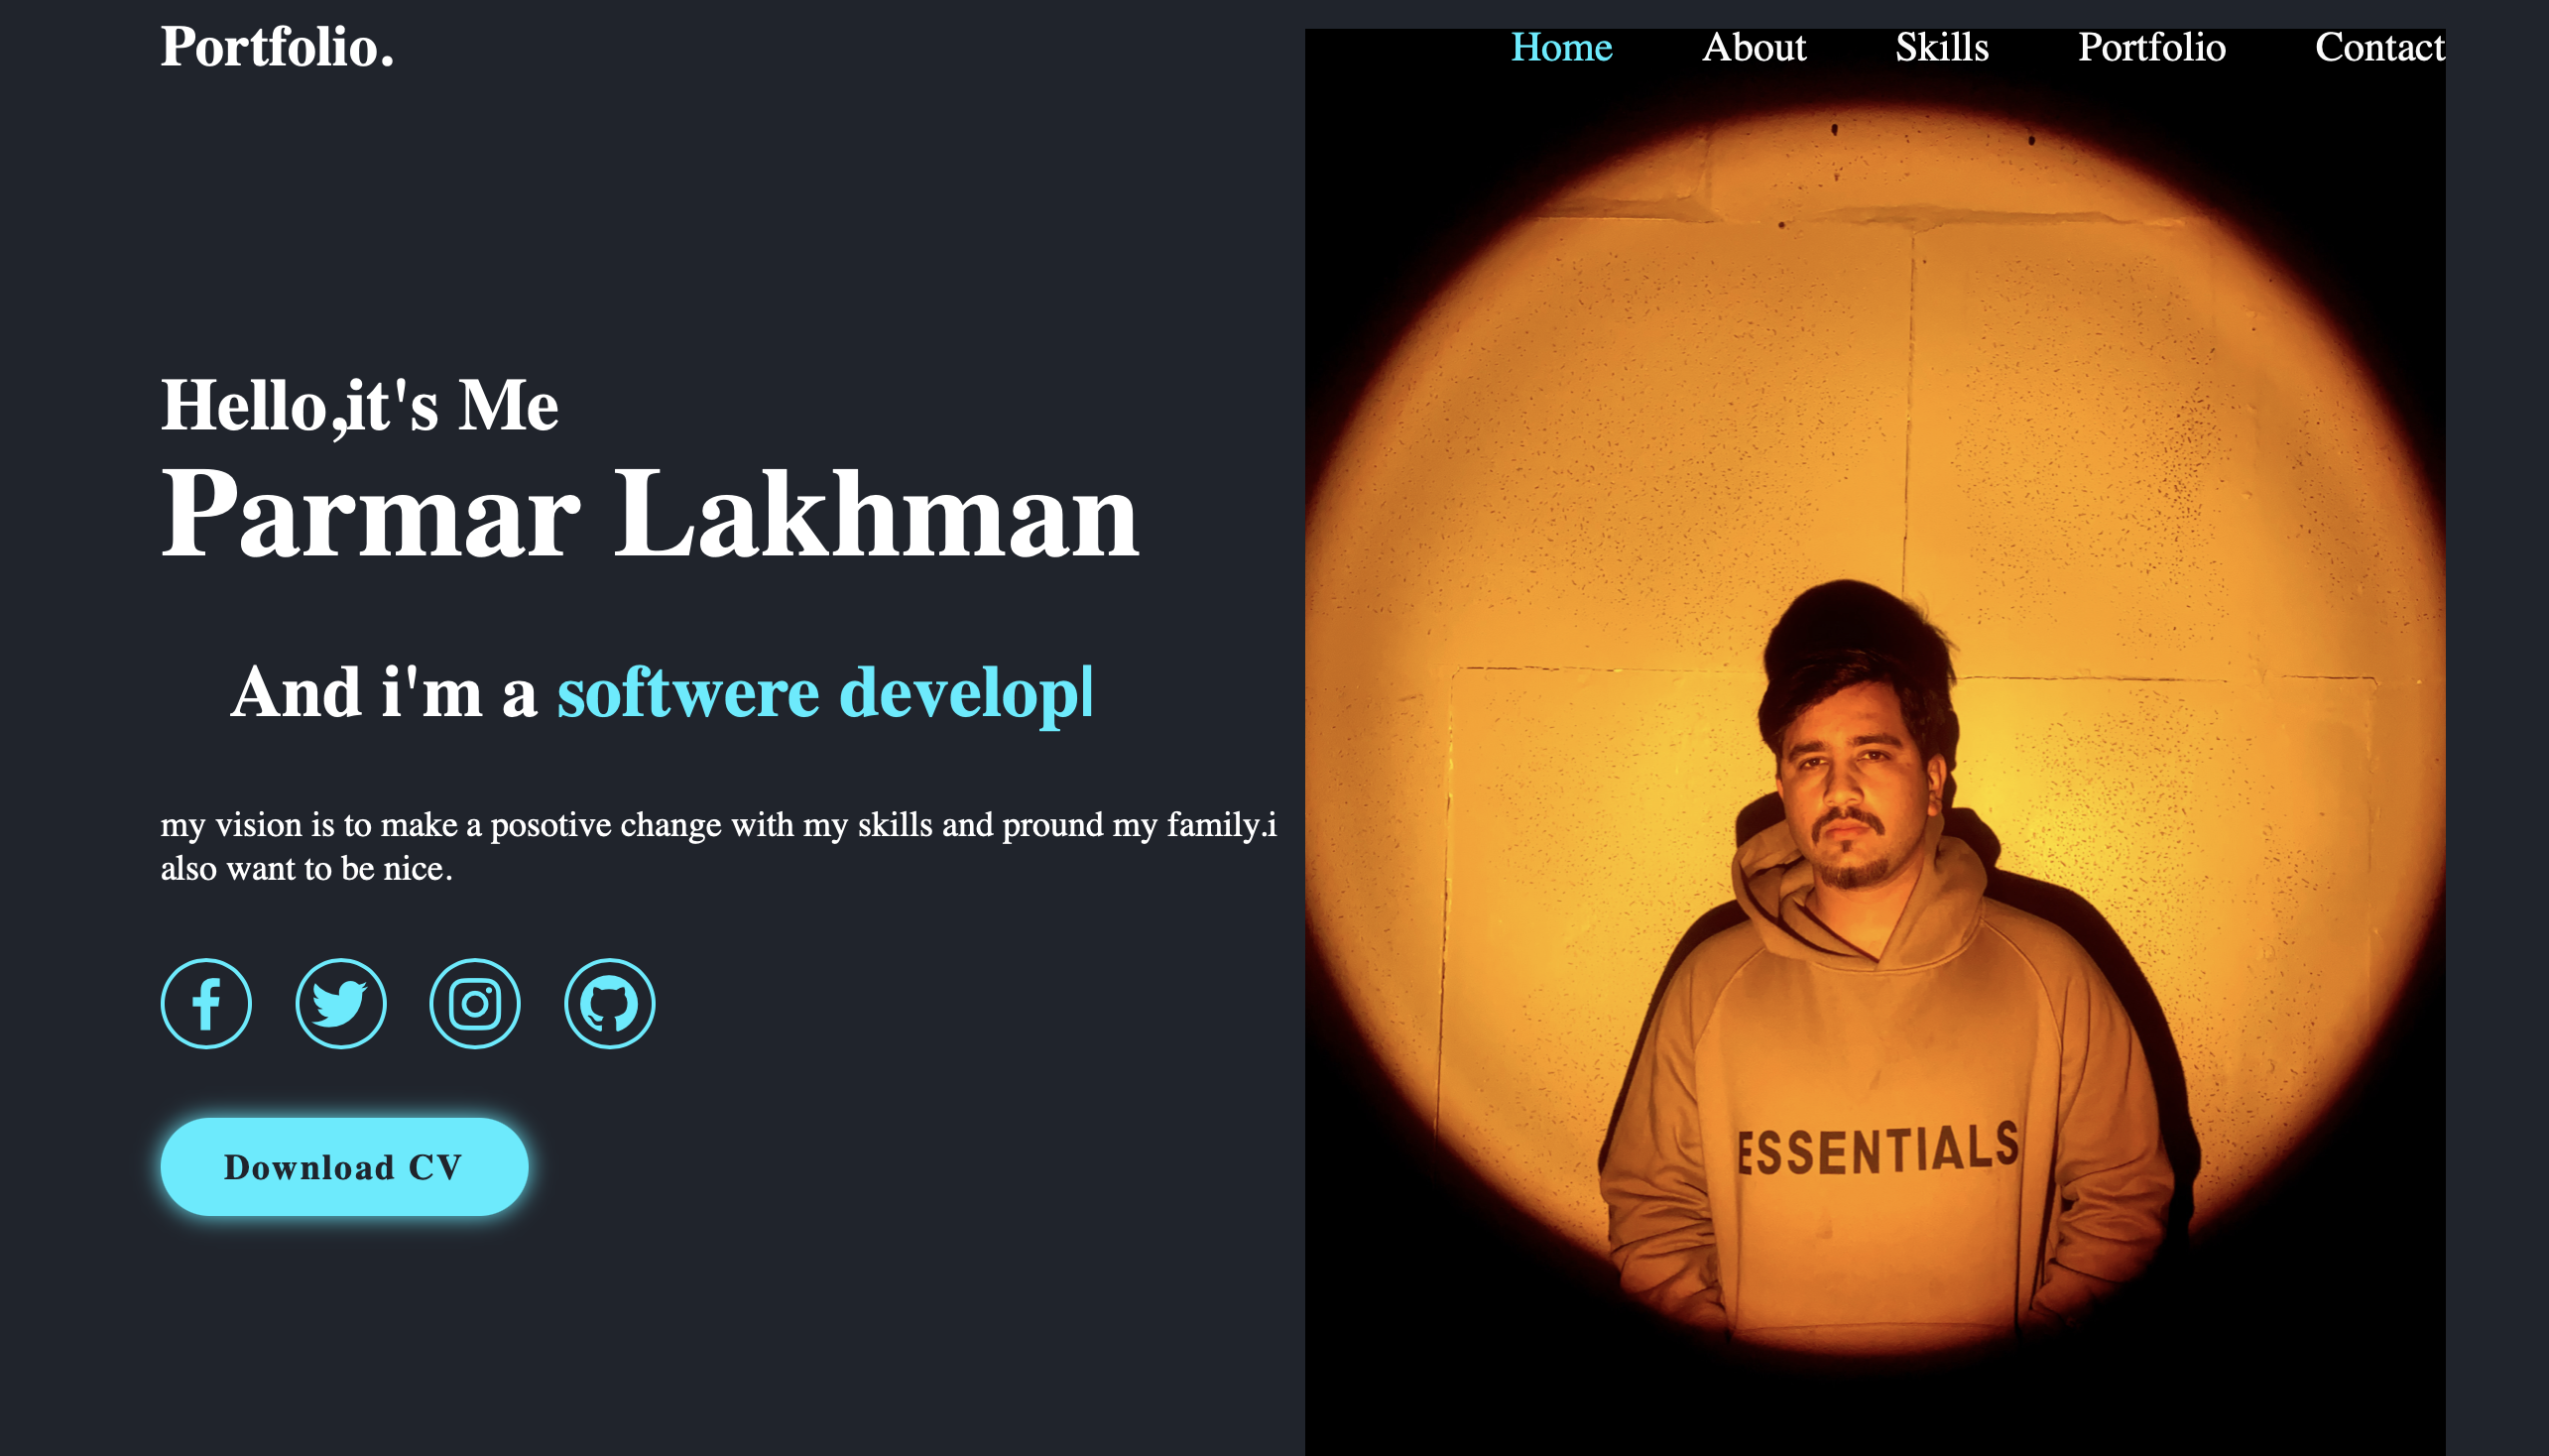 Portfolio.
Home About Skills Portfolio Contact
Hello,it's Me
Parmar Lakhman
And i'm a softwere develop
my vision is to make a posotive change with my skills and pround my family.i
also want to be nice.
Download CV
ESSENTIALS